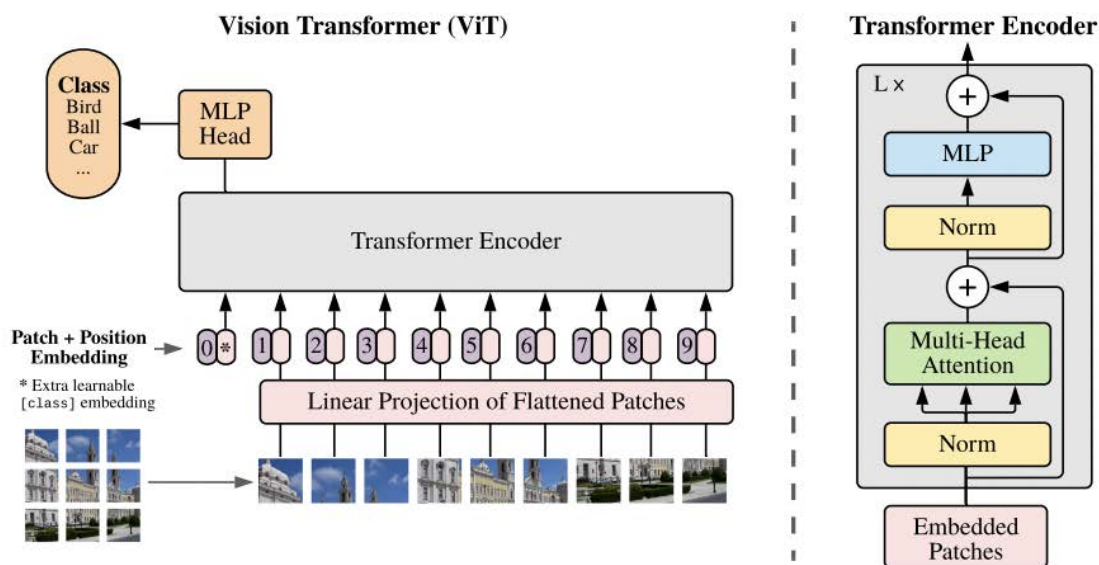 Vision Transformer (ViT)
Class
Bird
Ball
Car
...
MLP
Head
Transformer Encoder
Patch + Position
Embedding
* Extra learnable
[class] embedding
0 * 1 2 3 4 5 6 7 8 9
Linear Projection of Flattened Patches
Transformer Encoder
L x
+
MLP
Norm
+
Multi-Head
Attention
Norm
Embedded
Patches